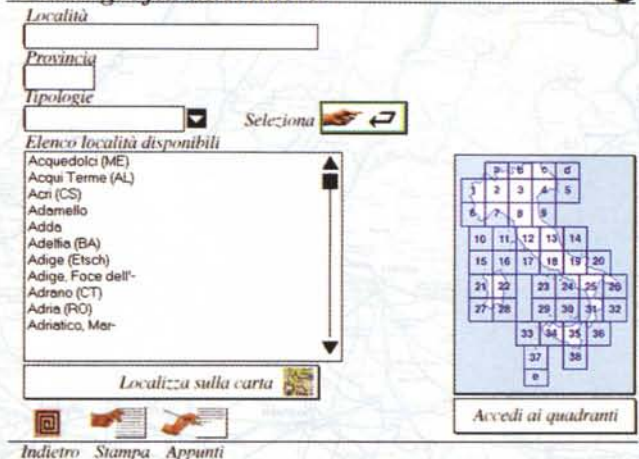 Località
Provincia
Tipologie
Seleziona
Elenco località disponibili
Acquedolci (ME)
Acqui Terme (AL)
Acri (CS)
Adamello
Adda
Adelfia (BA)
Adige (Etsch)
Adige, Foce dell'-
Adrano (CT)
Adria (RO)
Adriatico, Mar-
Localizza sulla carta
a b c d
1 2 3 4 5
6 7 8 9
10 11 12 13 14
15 16 17 18 19 20
21 22 23 24 25 26
27 28 29 30 31 32
33 34 35 36
37 38
e
Accedi ai quadranti
Indietro Stampa Appunti